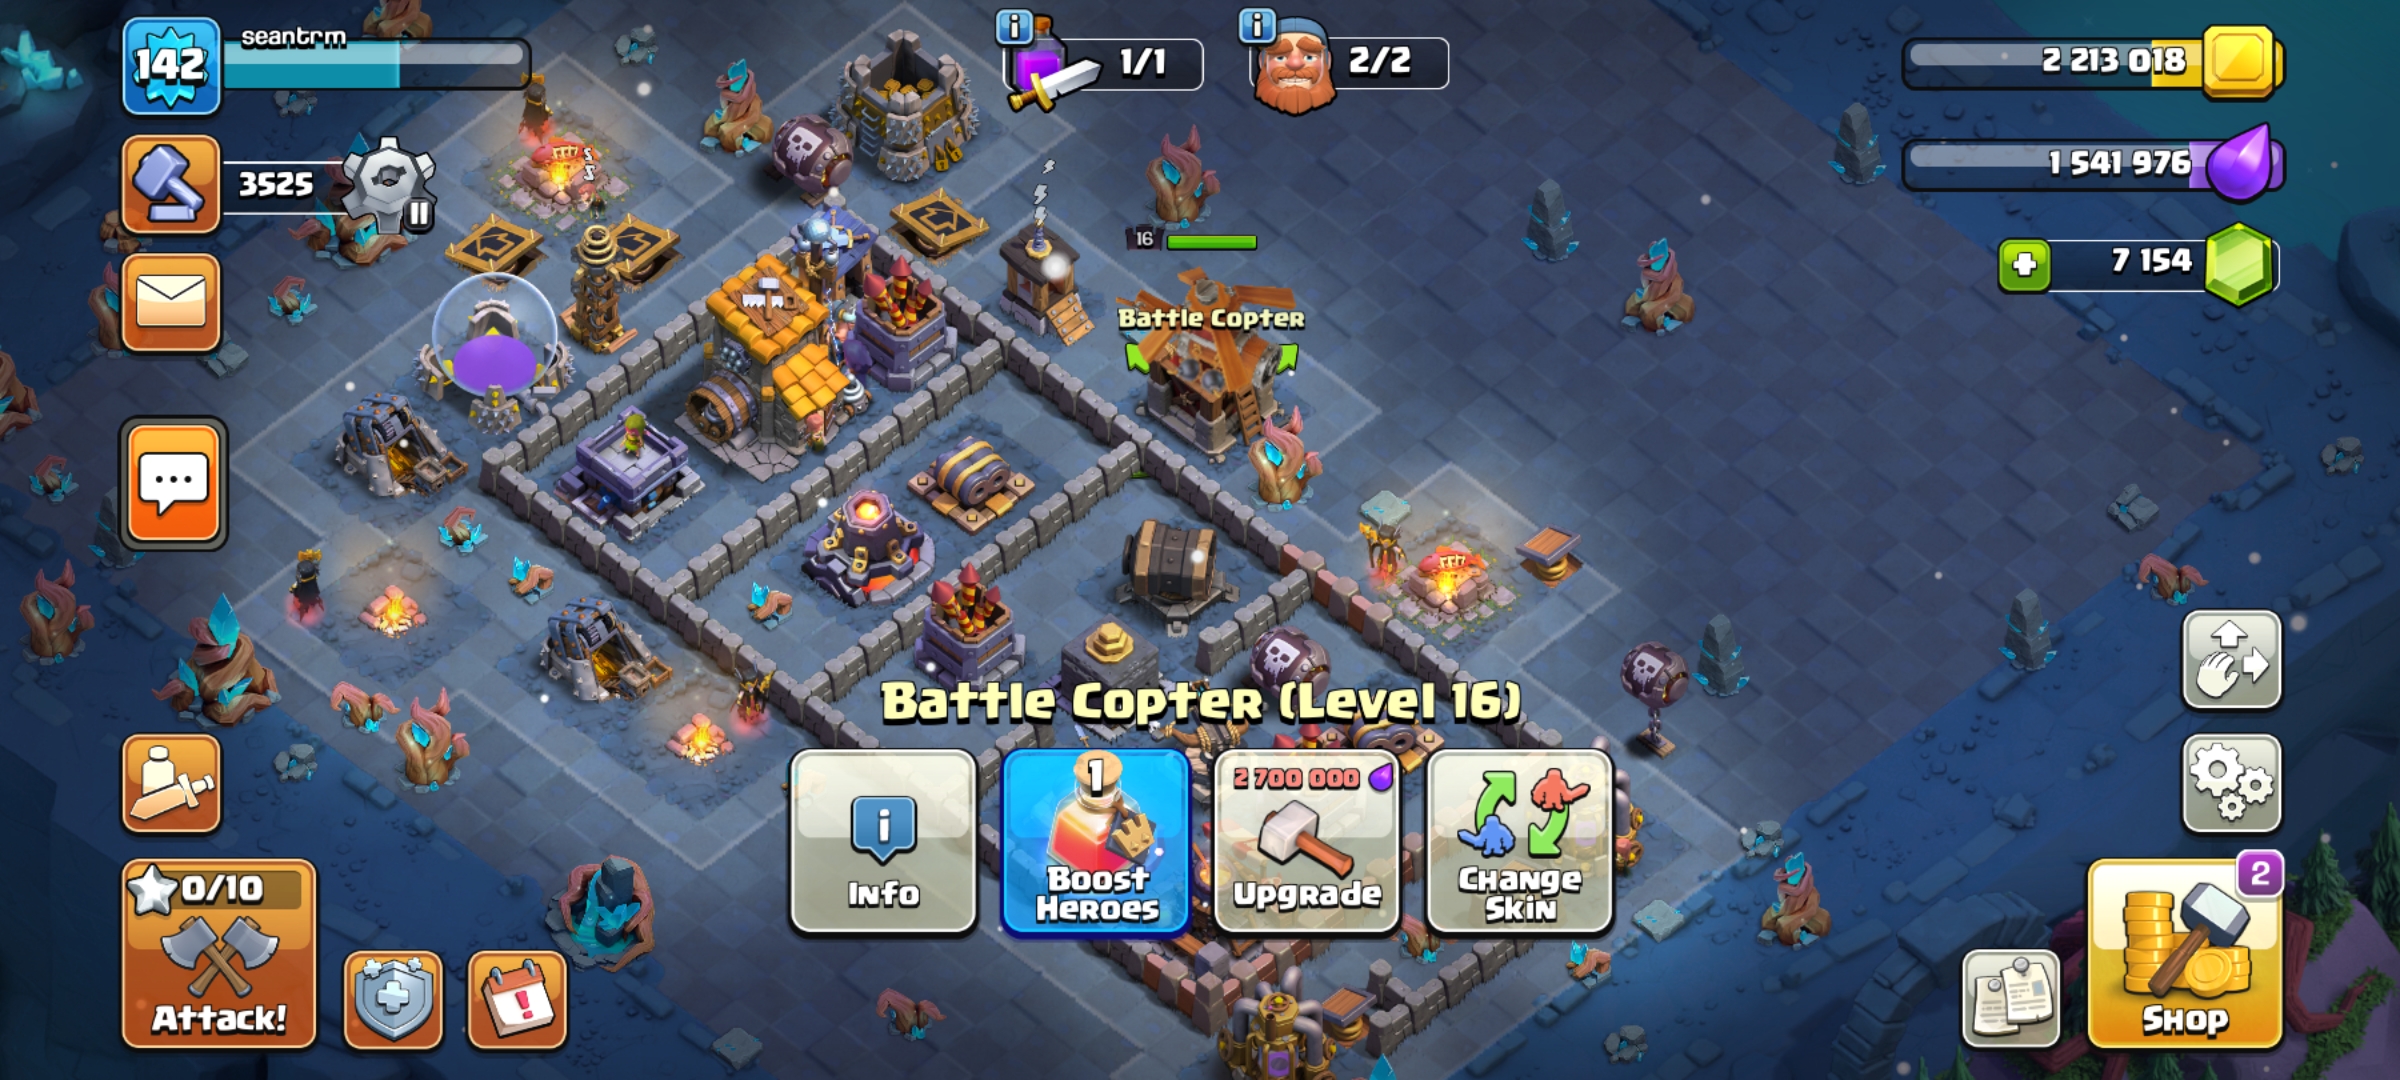 142
seantrm
1/1
2/2
2 213 018
3525
1 541 976
7 154
16
Battle Copter
Battle Copter (Level 16)
1
2 700 000
Info
Boost
Heroes
Upgrade
Change
Skin
0/10
Attack!
2
Shop